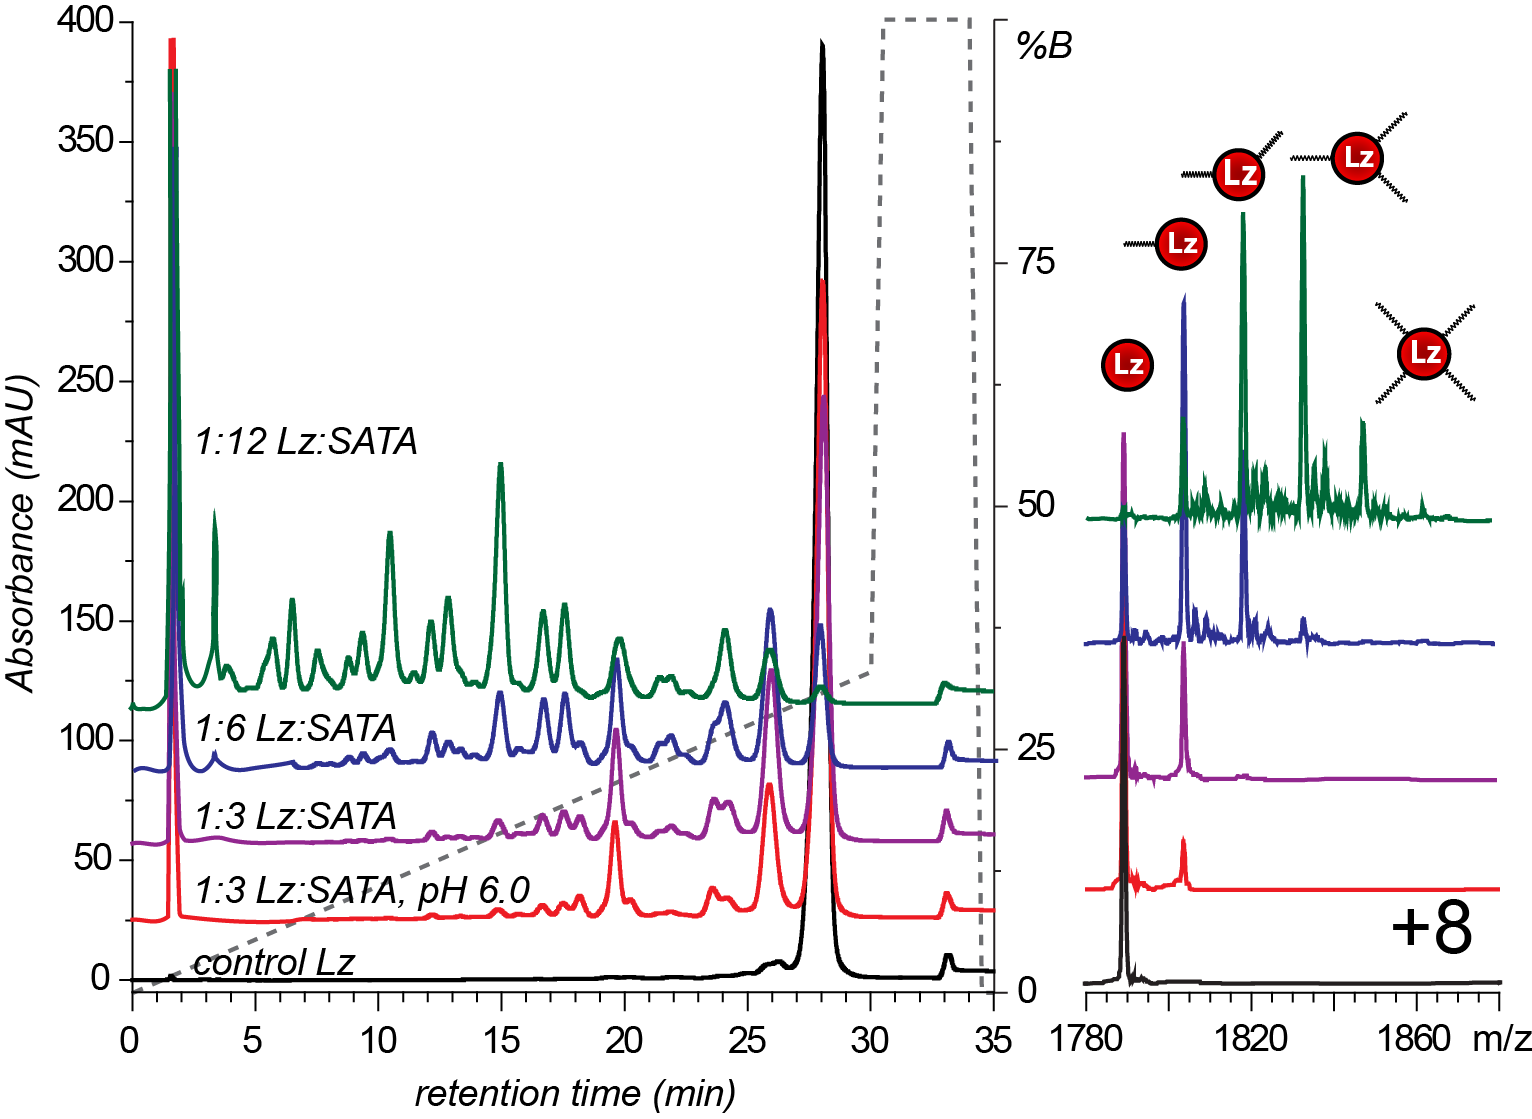 400
350
300
250
200
150
100
50
0
Absorbance (mAU)
1:12 Lz:SATA
1:6 Lz:SATA
1:3 Lz:SATA
1:3 Lz:SATA, pH 6.0
control Lz
0 5 10 15 20 25 30 35
retention time (min)
%B
75
50
25
0
Lz
Lz
Lz
Lz
Lz
+8
1780 1820 1860 m/z